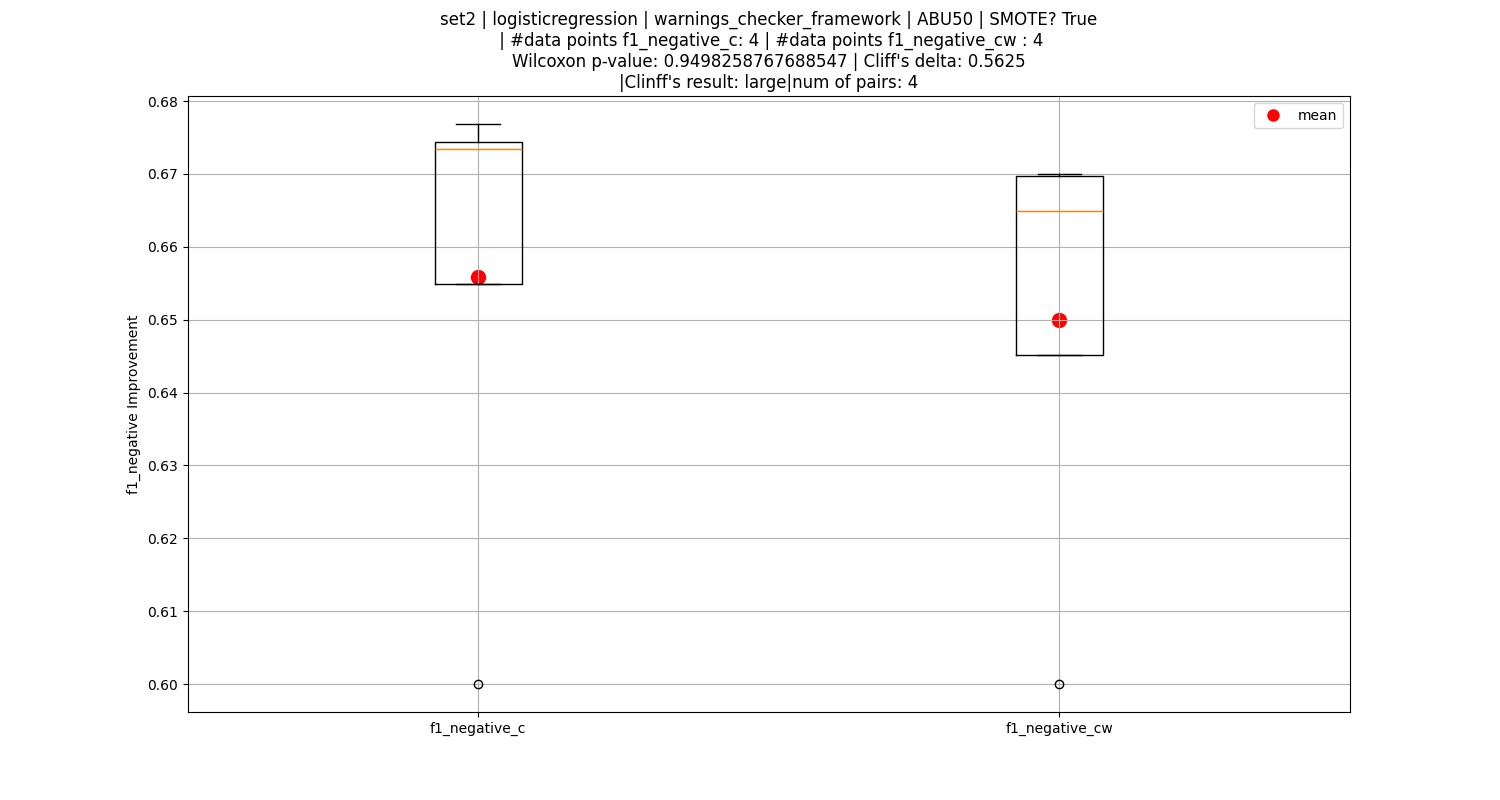 set2 | logisticregression | warnings_checker_framework | ABU50 | SMOTE? True
| #data points f1_negative_c: 4 | #data points f1_negative_cw : 4
Wilcoxon p-value: 0.9498258767688547 | Cliff's delta: 0.5625
|Clinff's result: large|num of pairs: 4
mean
0.68
0.67
0.66
0.65
0.64
0.63
0.62
0.61
0.60
f1_negative Improvement
f1_negative_c
f1_negative_cw